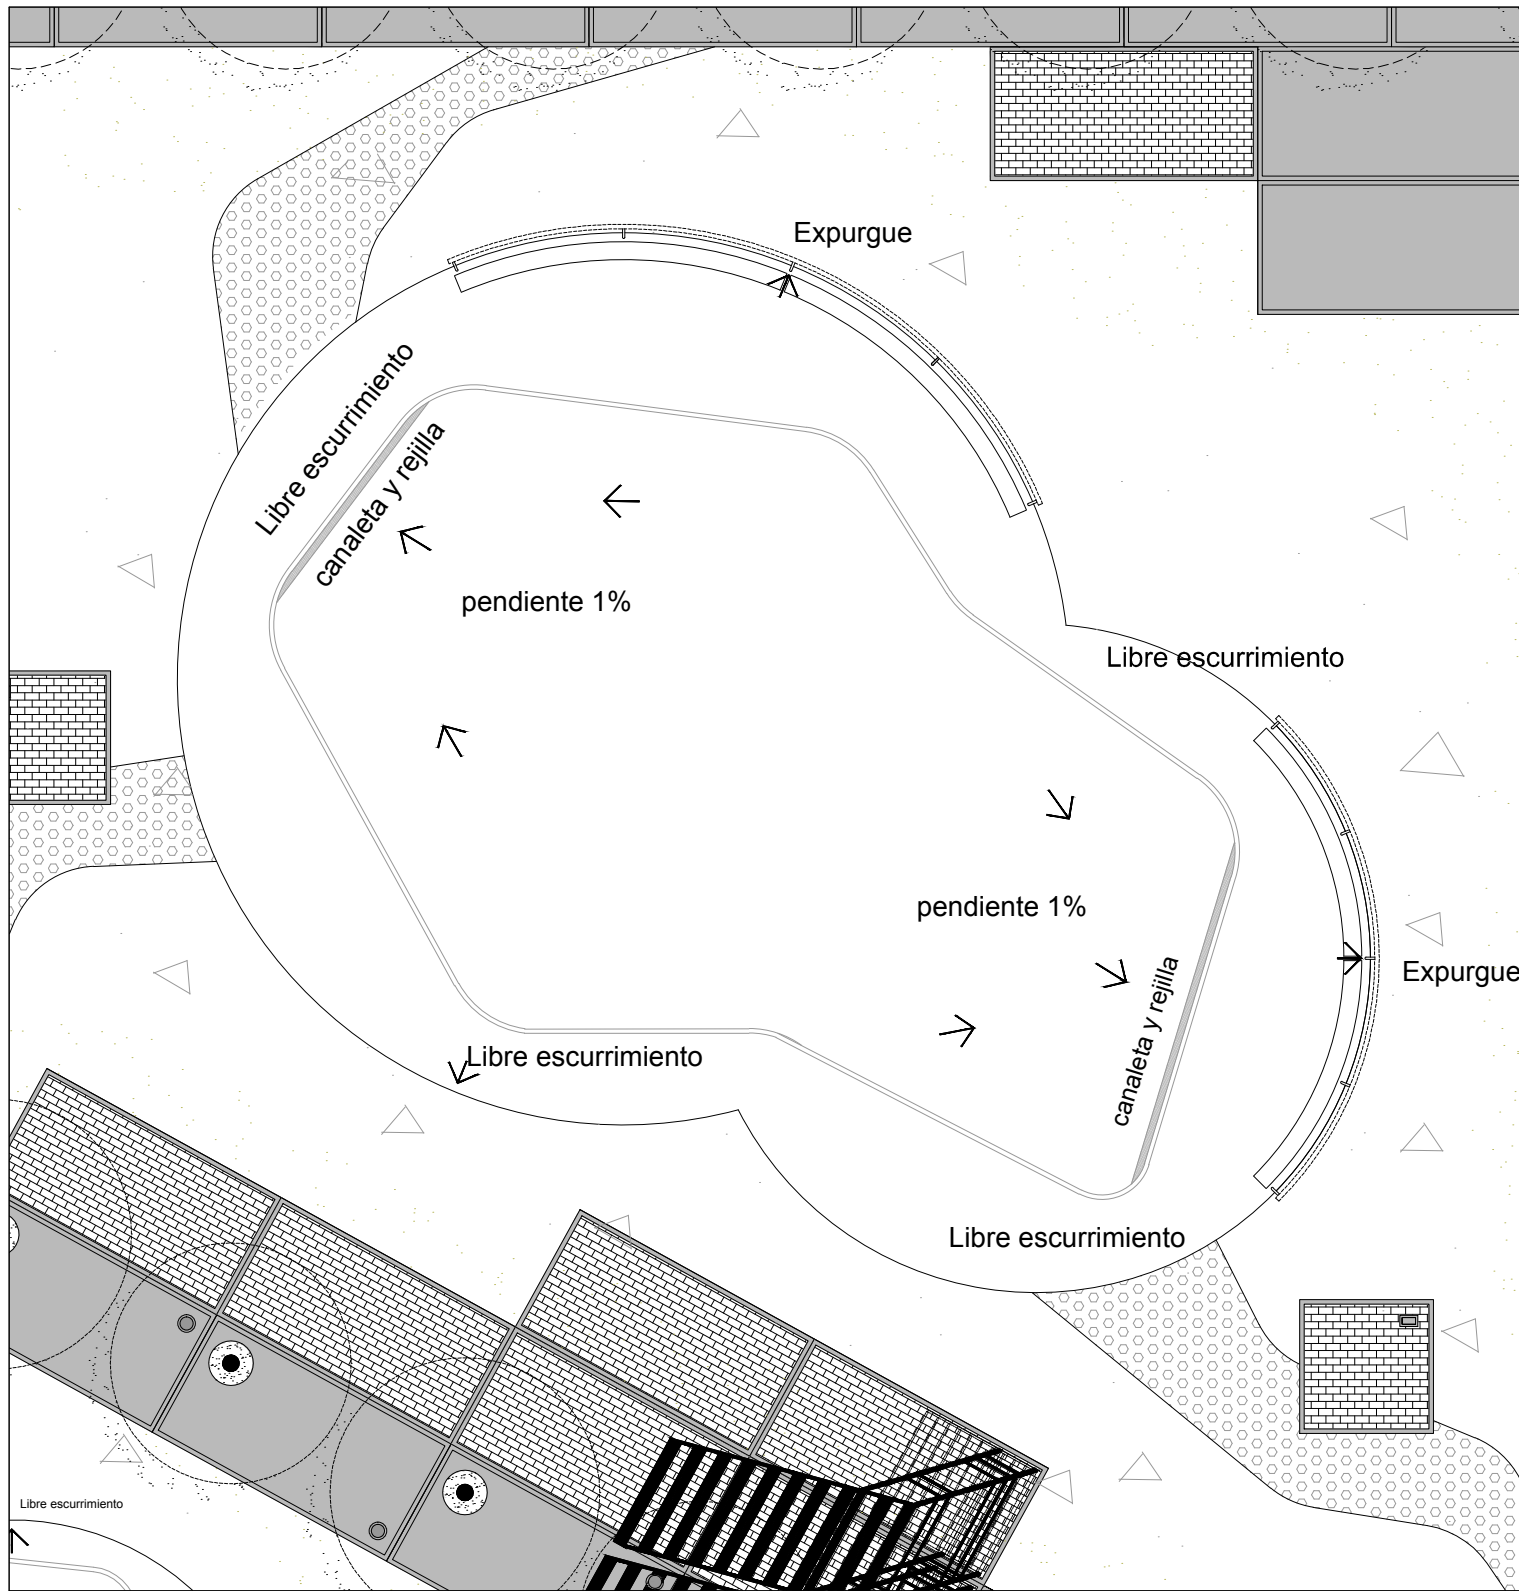 Expurgue
Libre escurrimiento
canaleta y rejilla
pendiente 1%
Libre escurrimiento
pendiente 1%
Expurgue
canaleta y rejilla
Libre escurrimiento
Libre escurrimiento
Libre escurrimiento